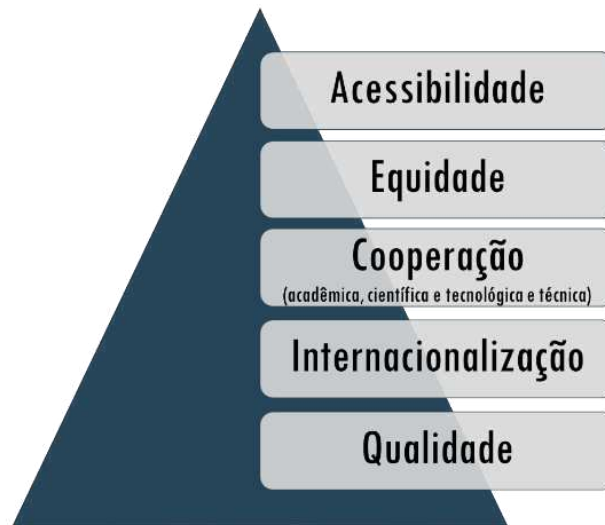 Acessibilidade
Equidade
Cooperação
(acadêmica, científica e tecnológica e técnica)
Internacionalização
Qualidade